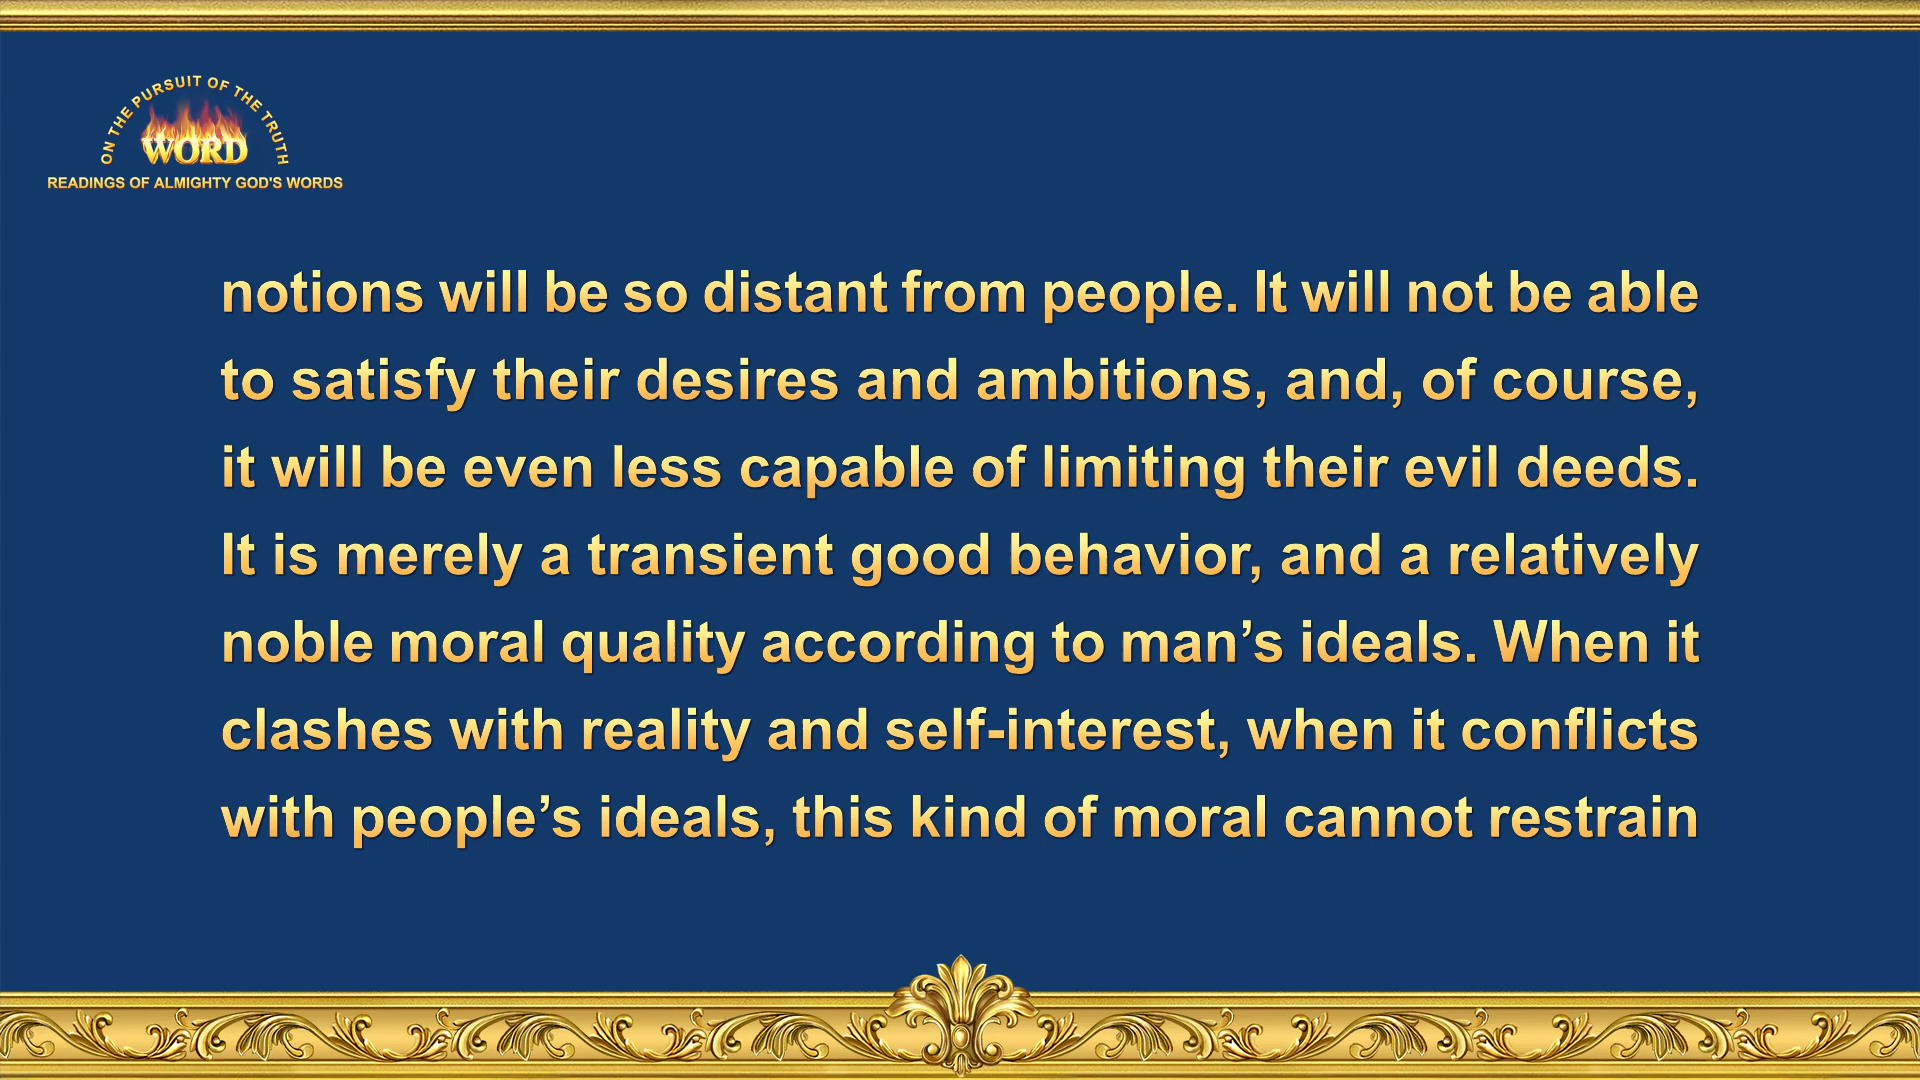 ON THE PURSUIT OF THE TRUTH
WORD
READINGS OF ALMIGHTY GOD'S WORDS
notions will be so distant from people. It will not be able
to satisfy their desires and ambitions, and, of course,
it will be even less capable of limiting their evil deeds.
It is merely a transient good behavior, and a relatively
noble moral quality according to man’s ideals. When it
clashes with reality and self-interest, when it conflicts
with people’s ideals, this kind of moral cannot restrain